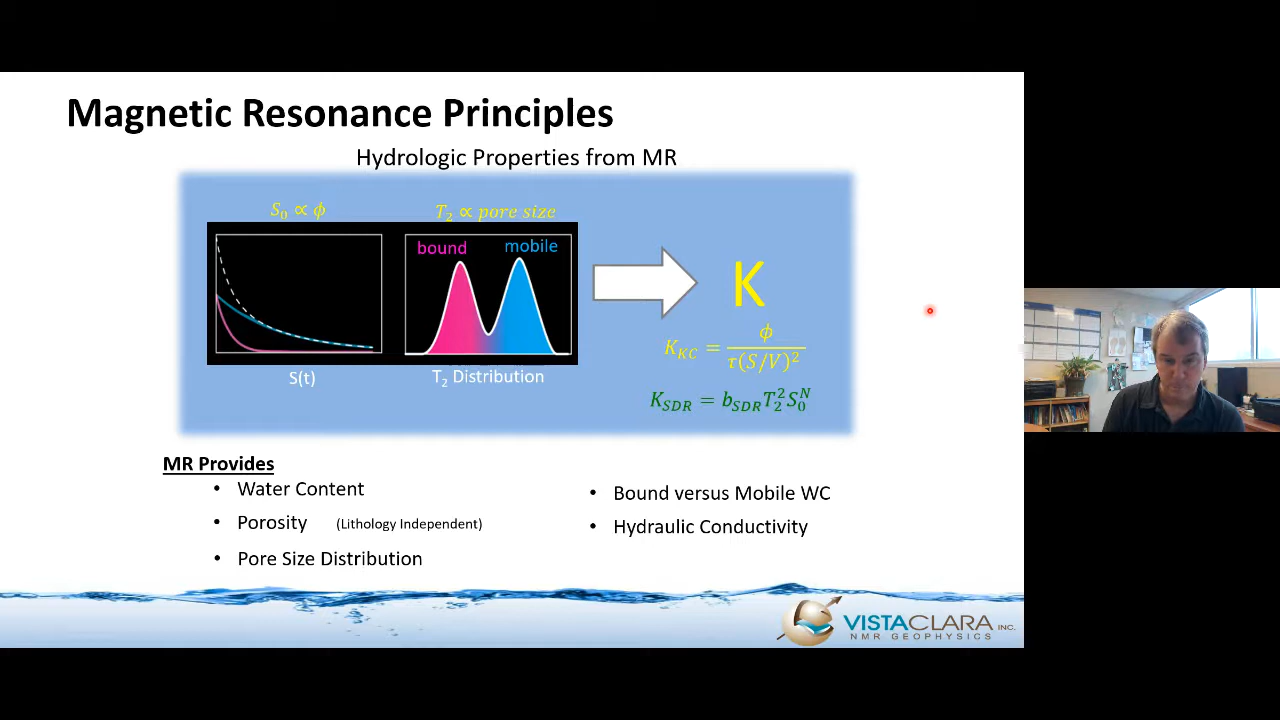 Magnetic Resonance Principles
Hydrologic Properties from MR
S₀ ∝ ϕ
T₂ ∝ pore size
bound
mobile
S(t)
T₂ Distribution
K
K_KC = ϕ / τ(S/V)²
K_SDR = b_SDR T₂² S₀ᴺ
MR Provides
• Water Content
• Porosity (Lithology Independent)
• Pore Size Distribution
• Bound versus Mobile WC
• Hydraulic Conductivity
VISTACLARA INC.
NMR GEOPHYSICS